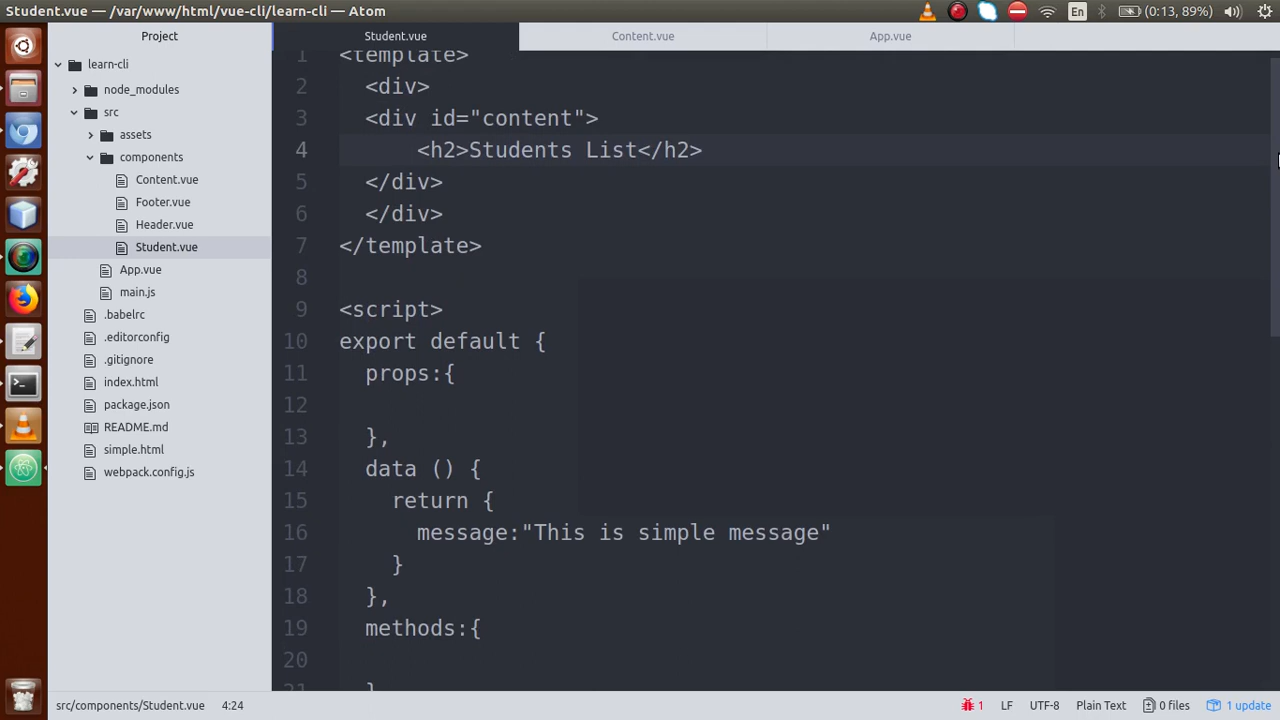 Student.vue — /var/www/html/vue-cli/learn-cli — Atom
En
(0:13, 89%)
Project
learn-cli
node_modules
src
assets
components
Content.vue
Footer.vue
Header.vue
Student.vue
App.vue
main.js
.babelrc
.editorconfig
.gitignore
index.html
package.json
README.md
simple.html
webpack.config.js
Student.vue
Content.vue
App.vue
1 <template>
2 <div>
3 <div id="content">
4 <h2>Students List</h2>
5 </div>
6 </div>
7 </template>
8
9 <script>
10 export default {
11 props:{
12
13 },
14 data () {
15 return {
16 message:"This is simple message"
17 }
18 },
19 methods:{
20
21 }
src/components/Student.vue 4:24
1 LF UTF-8 Plain Text 0 files 1 update